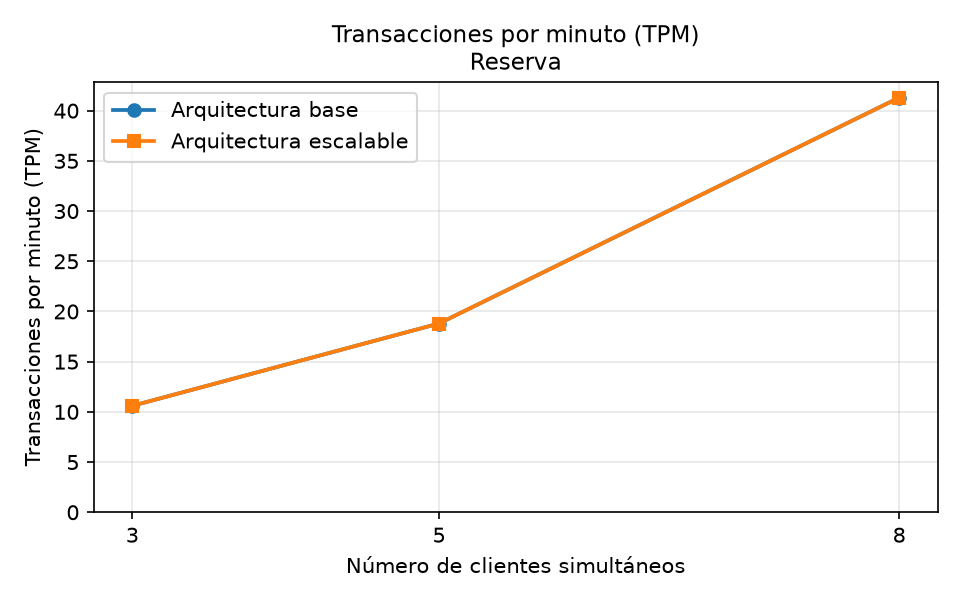 Transacciones por minuto (TPM)
Reserva
Arquitectura base
Arquitectura escalable
Transacciones por minuto (TPM)
40
35
30
25
20
15
10
5
0
3
5
8
Número de clientes simultáneos